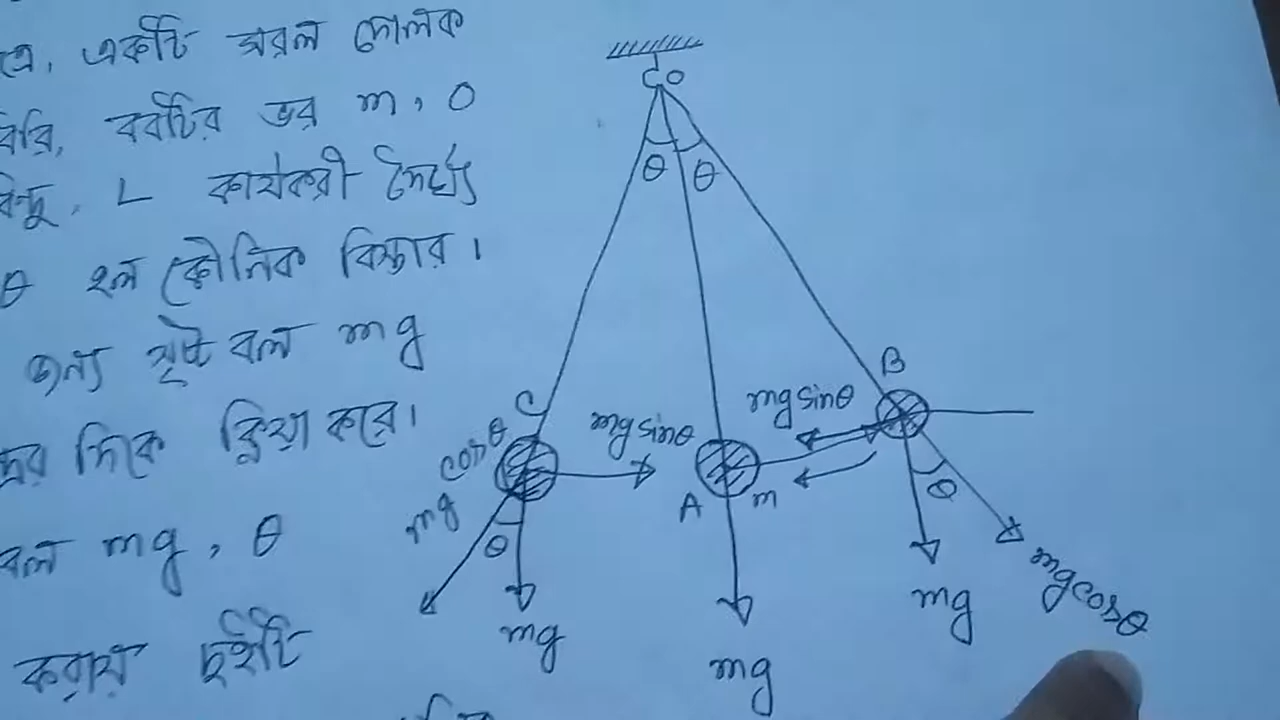 একটি সরল দোলক
ববটির ভর m, O
বিন্দু, L কার্যকরী দৈর্ঘ্য
θ হল কৌনিক বিস্তার।
জন্য সৃষ্ট বল mg
দিকে ক্রিয়া করে।
বল mg, θ
করায় দুইটি
O
θ θ
B
mg sinθ
C
mg sinθ
mg cosθ
A
m
θ
θ
mg cosθ
mg
mg
mg